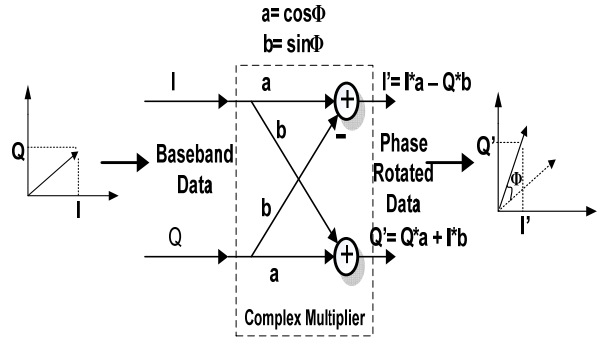 a= cosΦ
b= sinΦ
I
a
I'= I*a – Q*b
Q
I
Baseband
Data
b
b
+
-
Phase
Rotated
Data
Q'
Φ
I'
Q
a
+
Q'= Q*a + I*b
Complex Multiplier